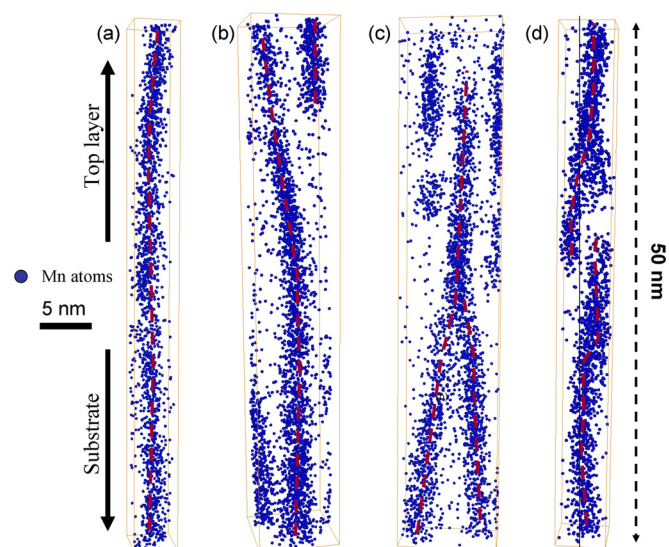 (a)
(b)
(c)
(d)
Top layer
Mn atoms
5 nm
Substrate
50 nm